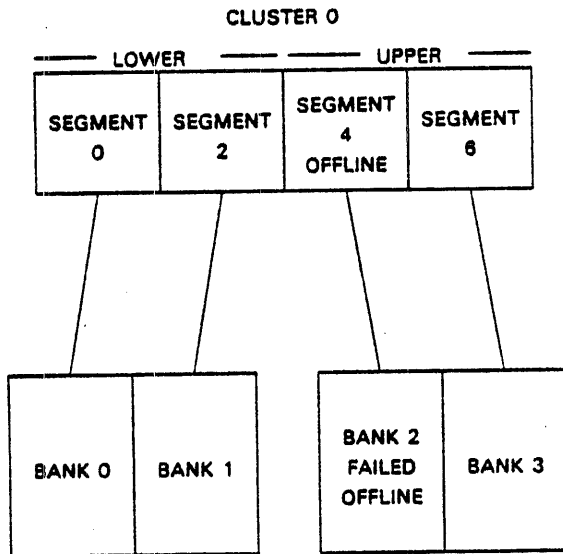 CLUSTER 0
LOWER UPPER
SEGMENT 0
SEGMENT 2
SEGMENT 4 OFFLINE
SEGMENT 6
BANK 0
BANK 1
BANK 2 FAILED OFFLINE
BANK 3